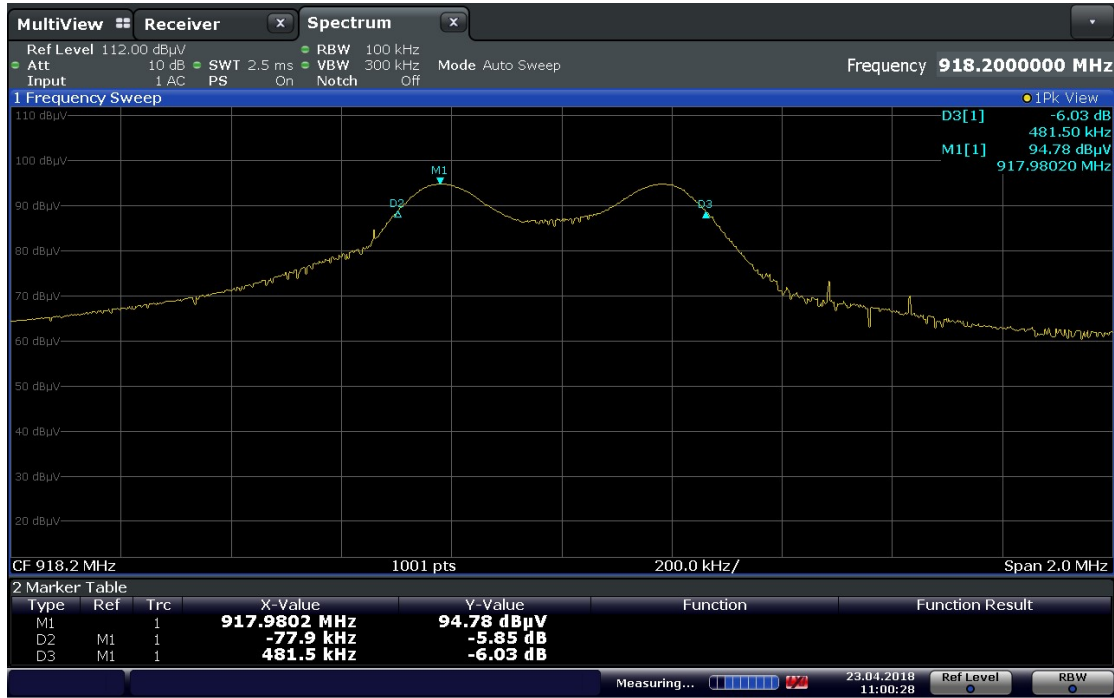 MultiView Receiver X Spectrum X
Ref Level 112.00 dBµV RBW 100 kHz
Att 10 dB SWT 2.5 ms VBW 300 kHz Mode Auto Sweep Frequency 918.2000000 MHz
Input 1 AC PS On Notch Off
1 Frequency Sweep 1Pk View
110 dBµV D3[1] -6.03 dB
481.50 kHz
M1[1] 94.78 dBµV
917.98020 MHz
100 dBµV
M1
90 dBµV
D2 D3
80 dBµV
70 dBµV
60 dBµV
50 dBµV
40 dBµV
30 dBµV
20 dBµV
CF 918.2 MHz 1001 pts 200.0 kHz/ Span 2.0 MHz
2 Marker Table
Type Ref Trc X-Value Y-Value Function Function Result
M1 1 917.9802 MHz 94.78 dBµV
D2 M1 1 -77.9 kHz -5.85 dB
D3 M1 1 481.5 kHz -6.03 dB
Measuring... 23.04.2018 Ref Level RBW
11:00:28